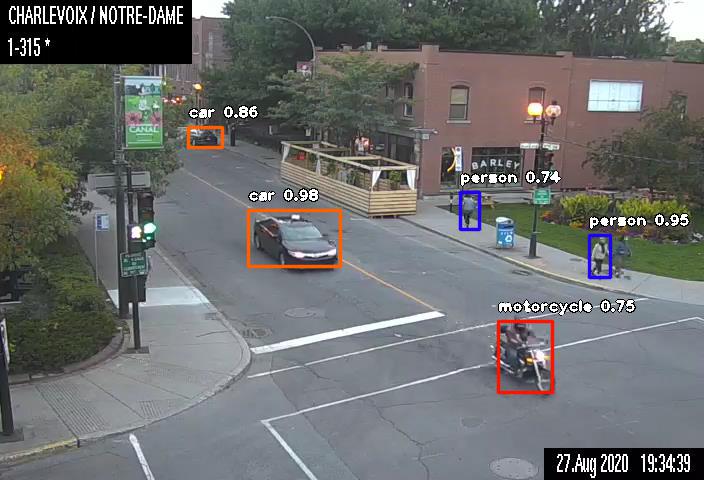 CHARLEVOIX / NOTRE-DAME
1-315 *
car 0.86
CANAL
BARLEY
person 0.74
car 0.98
person 0.95
motorcycle 0.75
27.Aug 2020 19:34:39